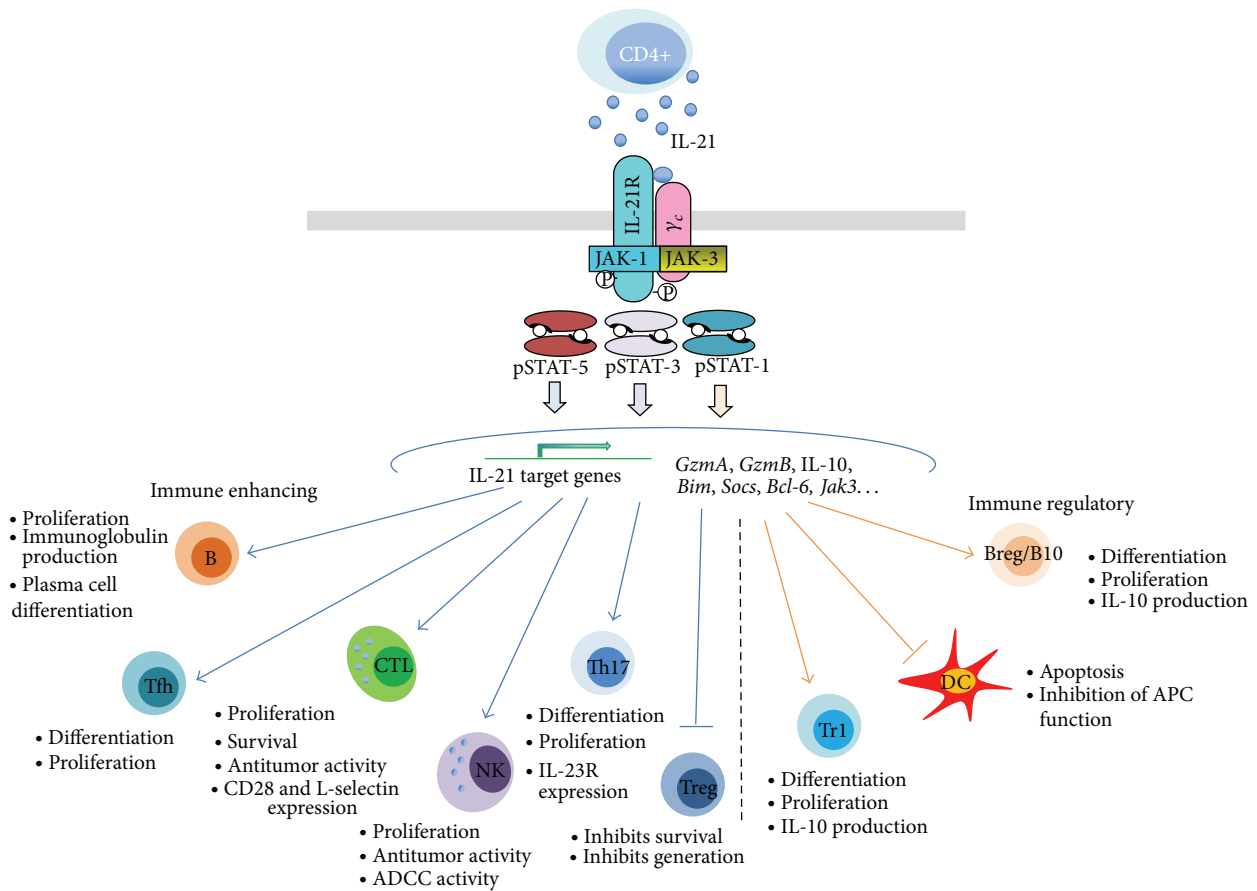 CD4+
IL-21
IL-21R
γc
JAK-1
JAK-3
P
P
pSTAT-5
pSTAT-3
pSTAT-1
IL-21 target genes
GzmA, GzmB, IL-10,
Bim, Socs, Bcl-6, Jak3. . .
Immune enhancing
• Proliferation
• Immunoglobulin
production
• Plasma cell
differentiation
B
Tfh
• Differentiation
• Proliferation
CTL
• Proliferation
• Survival
• Antitumor activity
• CD28 and L-selectin
expression
NK
• Proliferation
• Antitumor activity
• ADCC activity
Th17
• Differentiation
• Proliferation
• IL-23R
expression
Treg
• Inhibits survival
• Inhibits generation
Immune regulatory
Breg/B10
• Differentiation
• Proliferation
• IL-10 production
DC
• Apoptosis
• Inhibition of APC
function
Tr1
• Differentiation
• Proliferation
• IL-10 production